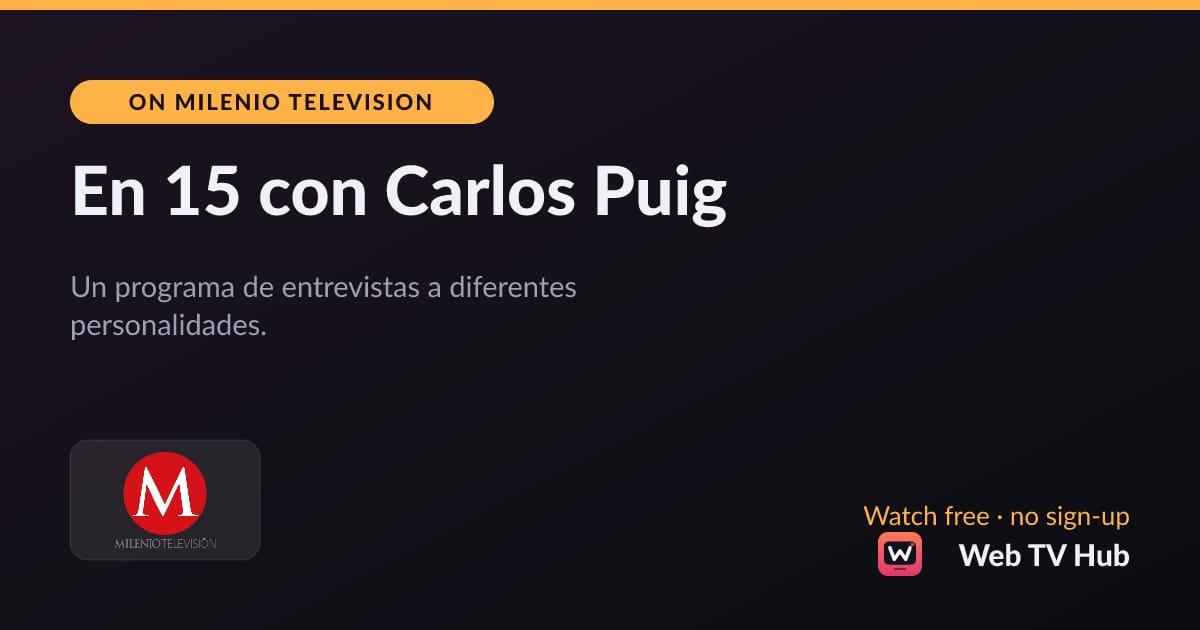 ON MILENIO TELEVISION
En 15 con Carlos Puig
Un programa de entrevistas a diferentes
personalidades.
M
MILENIOTELEVISIÓN
Watch free · no sign-up
W
Web TV Hub